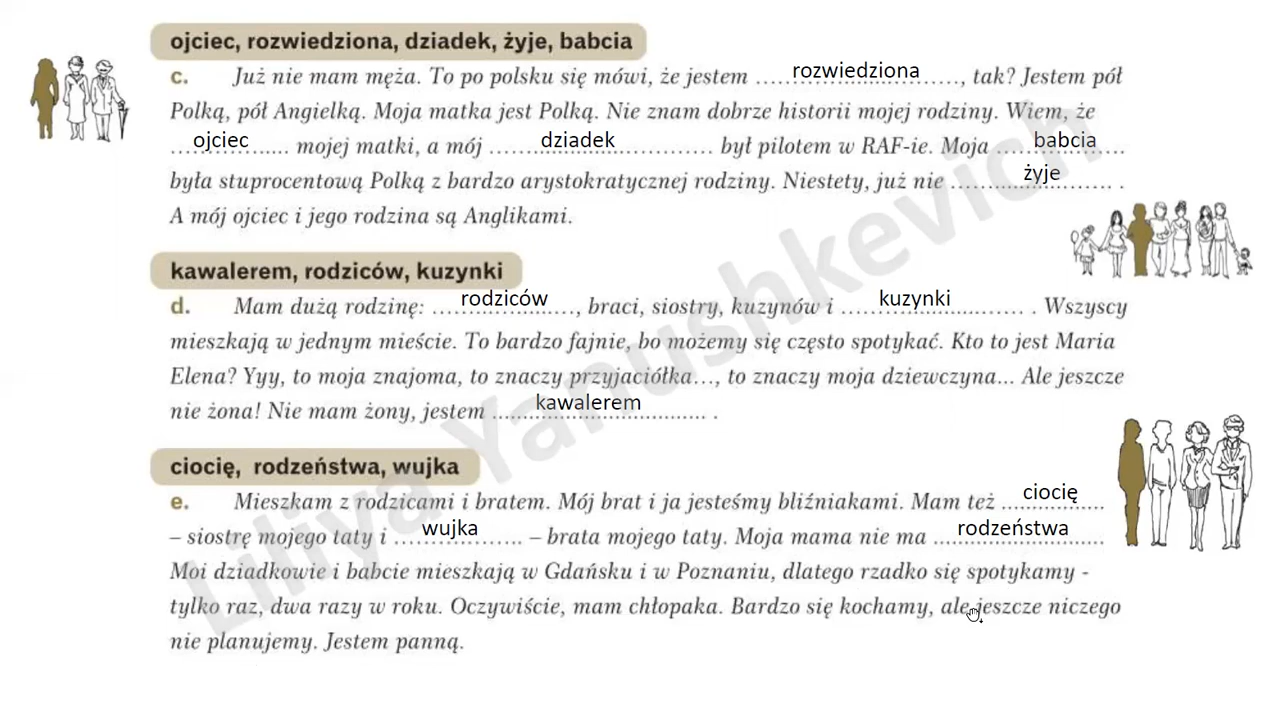 ojciec, rozwiedziona, dziadek, żyje, babcia
c. Już nie mam męża. To po polsku się mówi, że jestem ...rozwiedziona..., tak? Jestem pół
Polką, pół Angielką. Moja matka jest Polką. Nie znam dobrze historii mojej rodziny. Wiem, że
...ojciec... mojej matki, a mój ...dziadek... był pilotem w RAF-ie. Moja ...babcia...
była stuprocentową Polką z bardzo arystokratycznej rodziny. Niestety, już nie ...żyje... .
A mój ojciec i jego rodzina są Anglikami.
kawalerem, rodziców, kuzynki
d. Mam dużą rodzinę: ...rodziców..., braci, siostry, kuzynów i ...kuzynki... . Wszyscy
mieszkają w jednym mieście. To bardzo fajnie, bo możemy się często spotykać. Kto to jest Maria
Elena? Yyy, to moja znajoma, to znaczy przyjaciółka..., to znaczy moja dziewczyna... Ale jeszcze
nie żona! Nie mam żony, jestem ...kawalerem... .
ciocię, rodzeństwa, wujka
e. Mieszkam z rodzicami i bratem. Mój brat i ja jesteśmy bliźniakami. Mam też ...ciocię...
– siostrę mojego taty i ...wujka... – brata mojego taty. Moja mama nie ma ...rodzeństwa...
Moi dziadkowie i babcie mieszkają w Gdańsku i w Poznaniu, dlatego rzadko się spotykamy -
tylko raz, dwa razy w roku. Oczywiście, mam chłopaka. Bardzo się kochamy, ale jeszcze niczego
nie planujemy. Jestem panną.
Liliya Yanushkevich